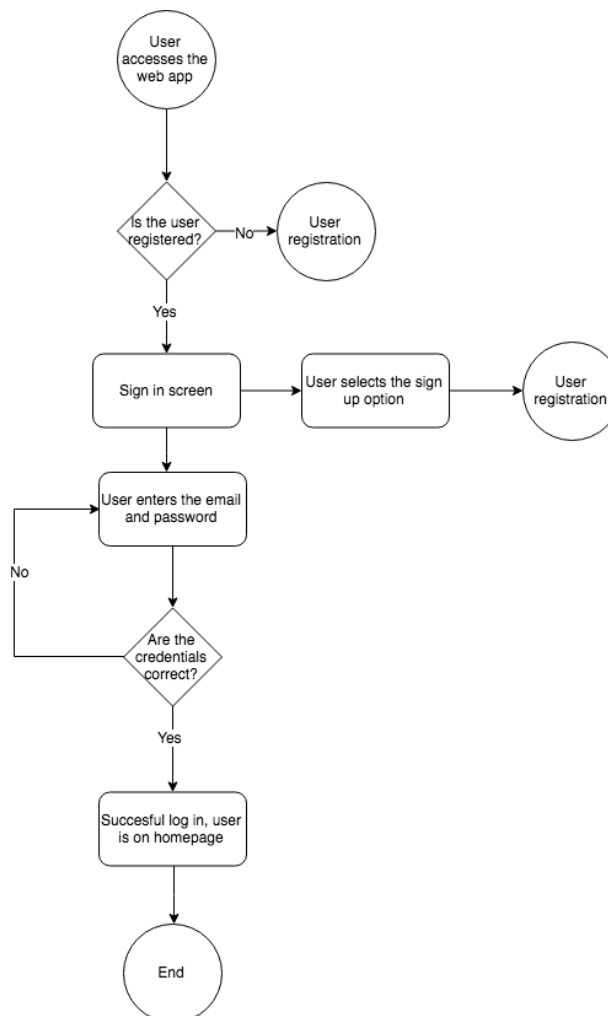 User
accesses the
web app
Is the user
registered?
No
User
registration
Yes
Sign in screen
User selects the sign
up option
User
registration
User enters the email
and password
No
Are the
credentials
correct?
Yes
Succesful log in, user
is on homepage
End